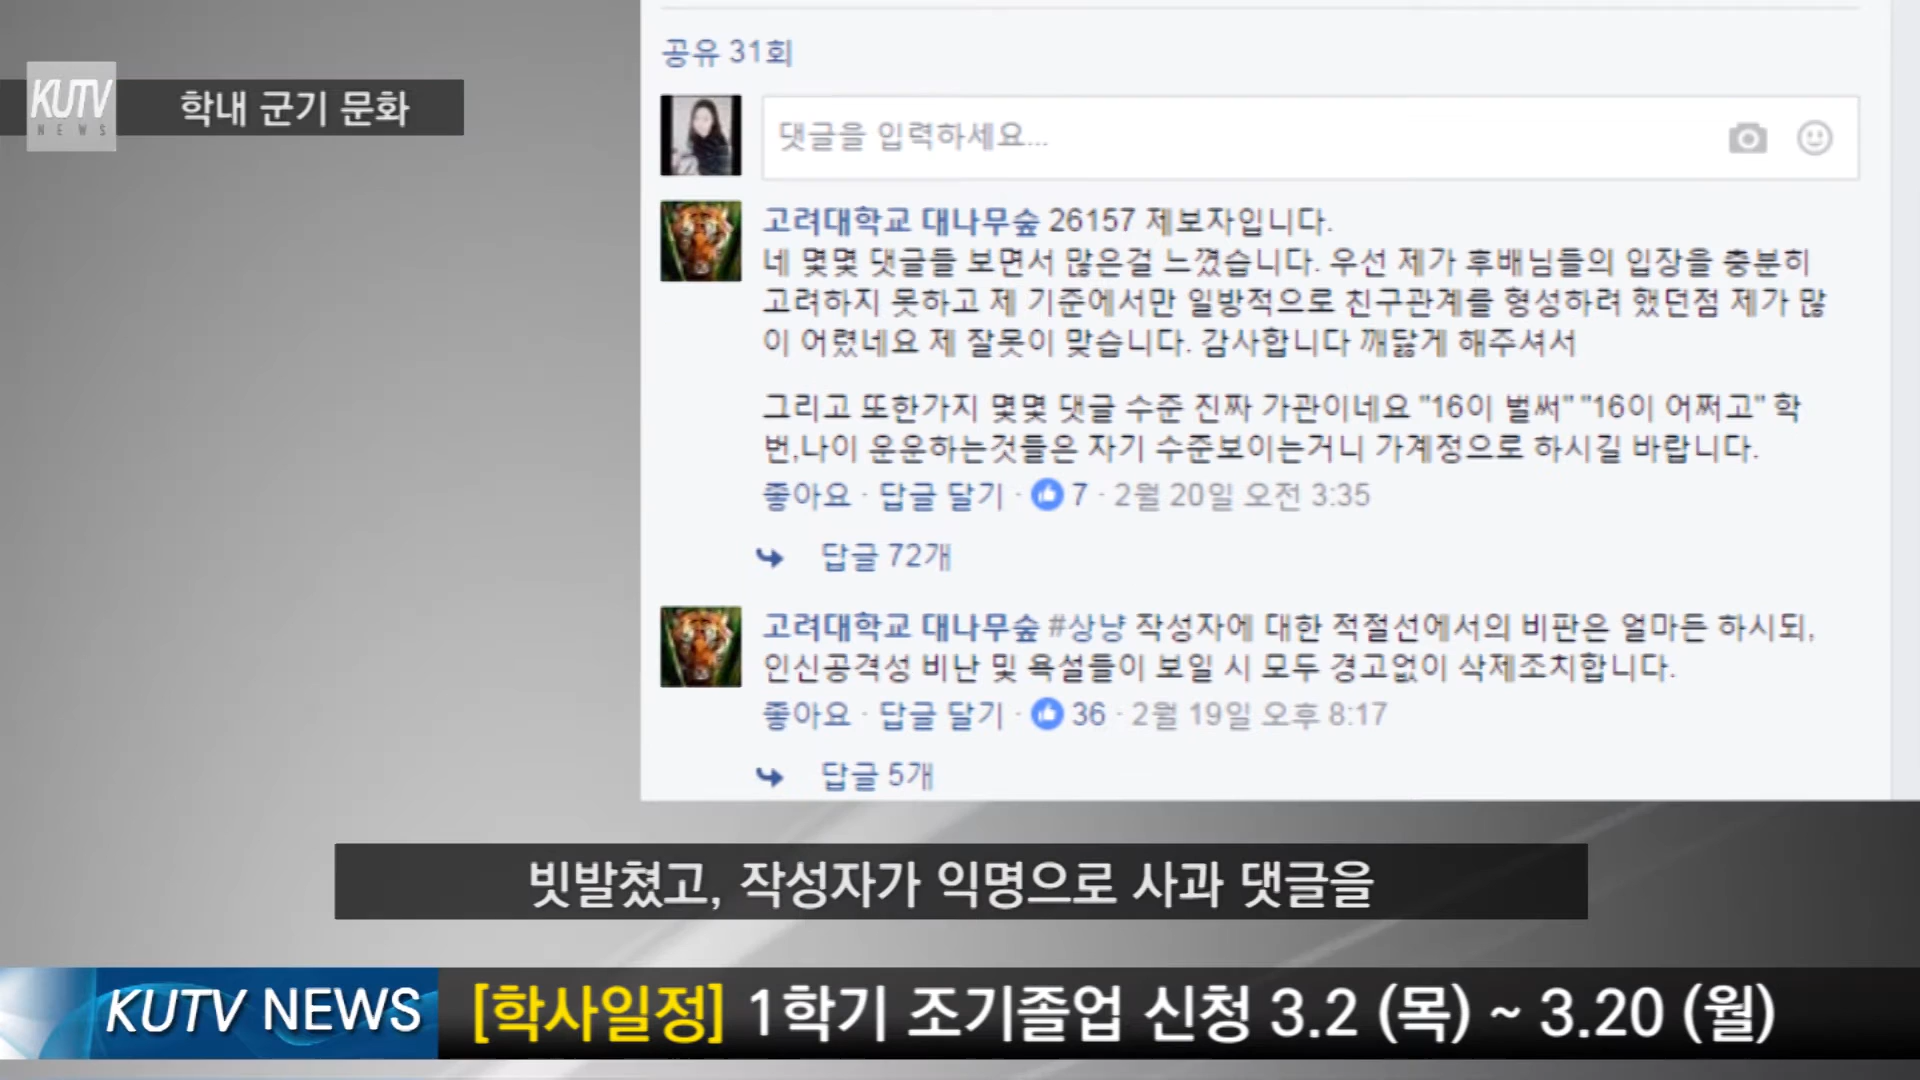 공유 31회
KUTV
NEWS
학내 군기 문화
댓글을 입력하세요...
고려대학교 대나무숲 26157 제보자입니다.
네 몇몇 댓글들 보면서 많은걸 느꼈습니다. 우선 제가 후배님들의 입장을 충분히
고려하지 못하고 제 기준에서만 일방적으로 친구관계를 형성하려 했던점 제가 많
이 어렸네요 제 잘못이 맞습니다. 감사합니다 깨닳게 해주셔서
그리고 또한가지 몇몇 댓글 수준 진짜 가관이네요 "16이 벌써" "16이 어쩌고" 학
번,나이 운운하는것들은 자기 수준보이는거니 가계정으로 하시길 바랍니다.
좋아요 · 답글 달기 · 7 · 2월 20일 오전 3:35
답글 72개
고려대학교 대나무숲 #상냥 작성자에 대한 적절선에서의 비판은 얼마든 하시되,
인신공격성 비난 및 욕설들이 보일 시 모두 경고없이 삭제조치합니다.
좋아요 · 답글 달기 · 36 · 2월 19일 오후 8:17
답글 5개
빗발쳤고, 작성자가 익명으로 사과 댓글을
KUTV NEWS [학사일정] 1학기 조기졸업 신청 3.2 (목) ~ 3.20 (월)